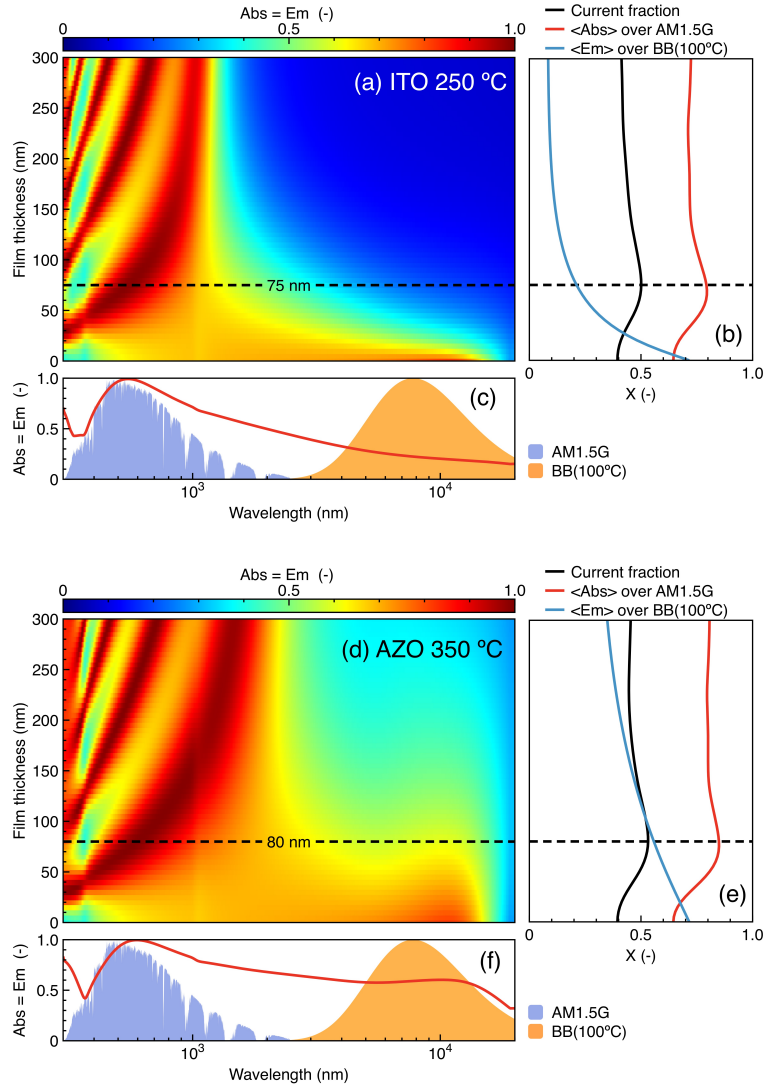 Abs = Em (-)
0 0.5 1.0
Current fraction
<Abs> over AM1.5G
<Em> over BB(100ºC)
(a) ITO 250 ºC
Film thickness (nm)
300
250
200
150
100
50
0
75 nm
(b)
0 0.5 1.0
X (-)
Abs = Em (-)
1.0
0.5
0
(c)
10³ 10⁴
Wavelength (nm)
AM1.5G
BB(100ºC)
Abs = Em (-)
0 0.5 1.0
Current fraction
<Abs> over AM1.5G
<Em> over BB(100ºC)
(d) AZO 350 ºC
Film thickness (nm)
300
250
200
150
100
50
0
80 nm
(e)
0 0.5 1.0
X (-)
Abs = Em (-)
1.0
0.5
0
(f)
10³ 10⁴
Wavelength (nm)
AM1.5G
BB(100ºC)